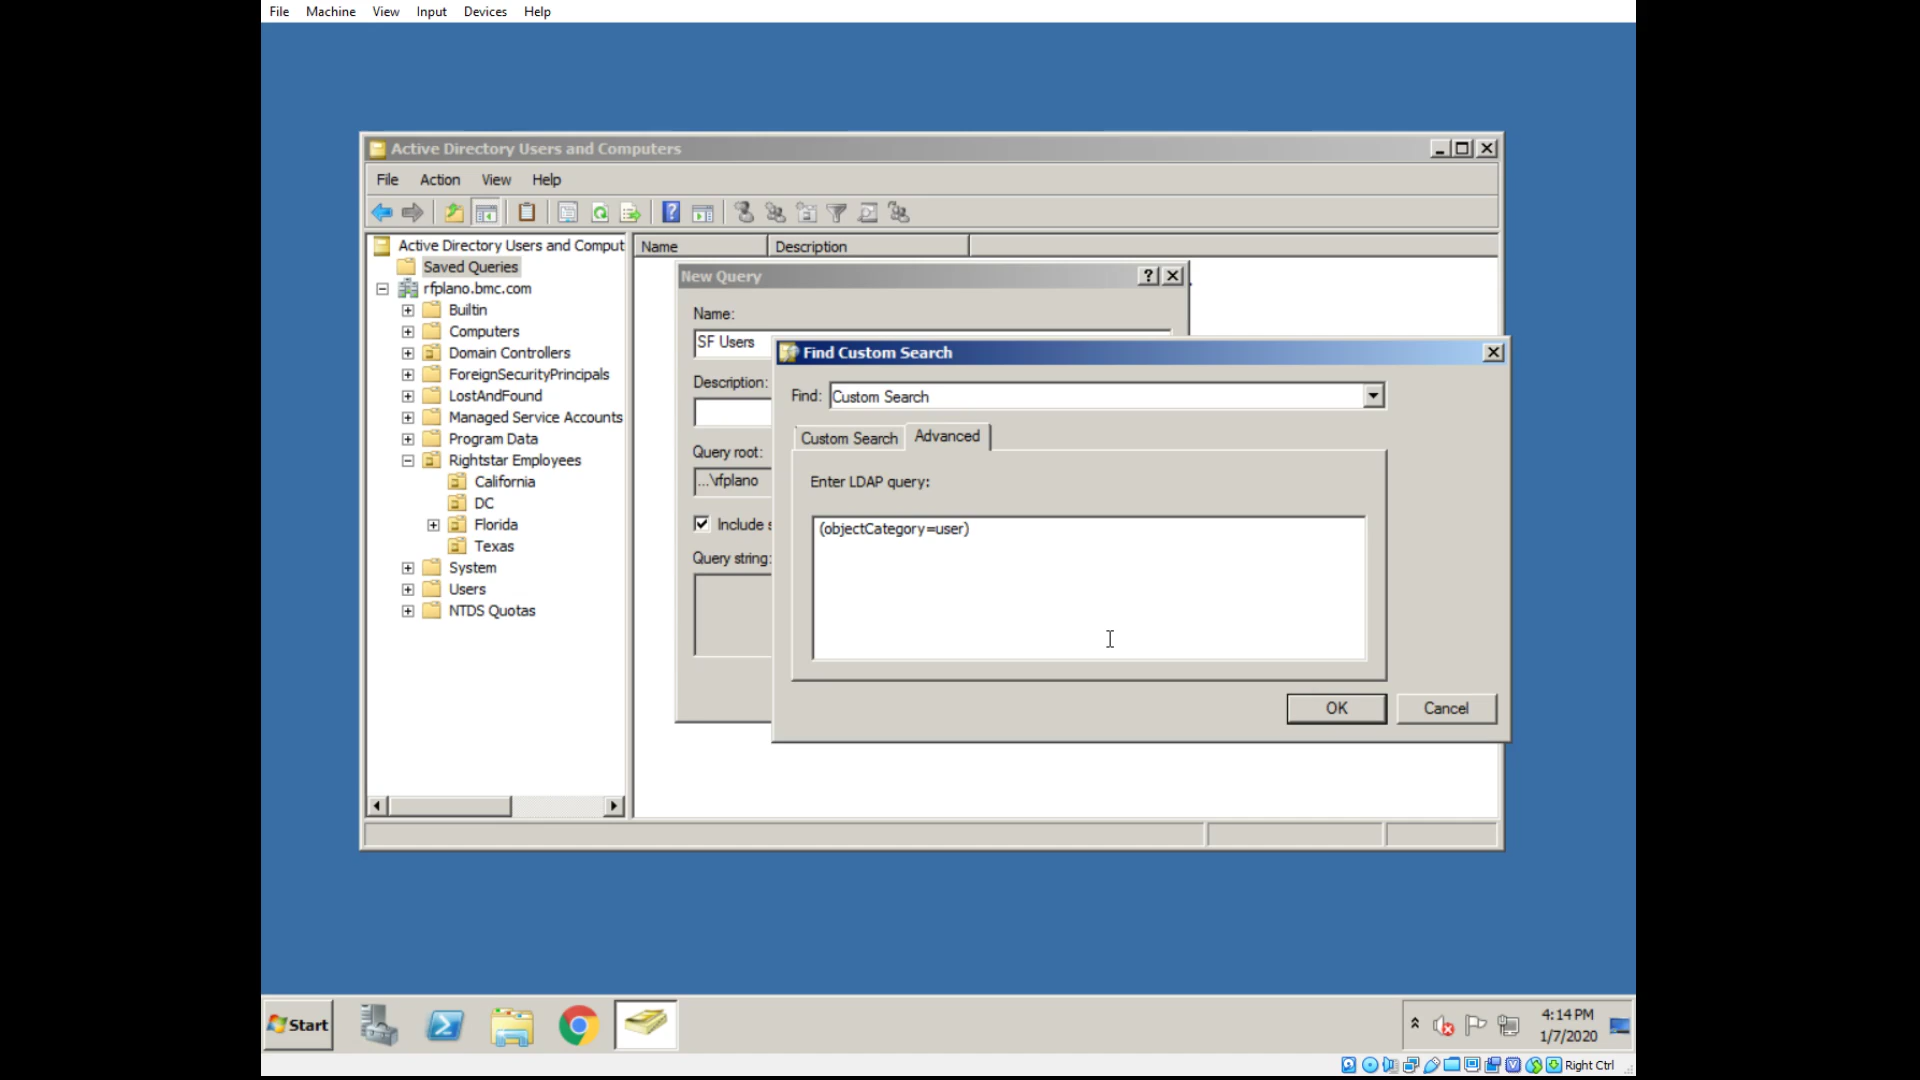 File Machine View Input Devices Help
Active Directory Users and Computers
File Action View Help
Active Directory Users and Comput
Saved Queries
rfplano.bmc.com
Builtin
Computers
Domain Controllers
ForeignSecurityPrincipals
LostAndFound
Managed Service Accounts
Program Data
Rightstar Employees
California
DC
Florida
Texas
System
Users
NTDS Quotas
Name Description
New Query
Name:
SF Users
Description:
Query root:
...\rfplano
Include s
Query string:
Find Custom Search
Find: Custom Search
Custom Search Advanced
Enter LDAP query:
(objectCategory=user)
OK Cancel
Start
4:14 PM
1/7/2020
Right Ctrl